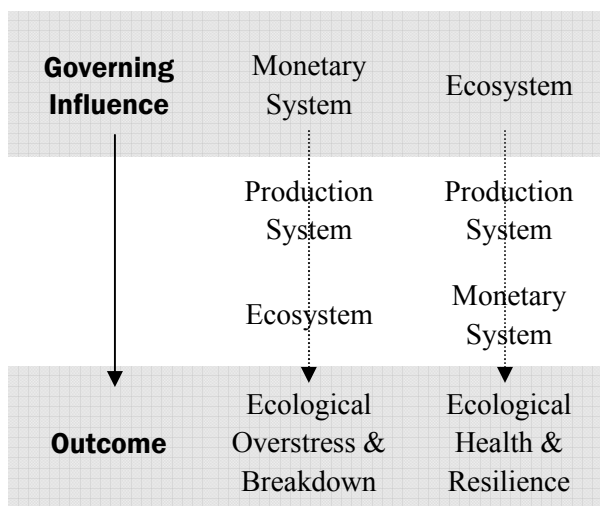 Governing
Influence
Monetary
System
Ecosystem
Production
System
Production
System
Ecosystem
Monetary
System
Outcome
Ecological
Overstress &
Breakdown
Ecological
Health &
Resilience